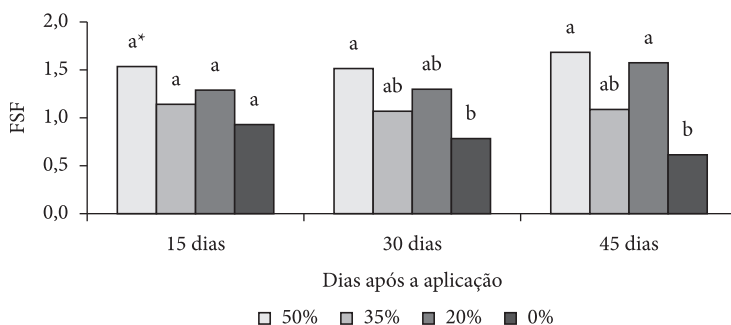 2,0
1,5
1,0
0,5
0,0
FSF
a* a a a
a ab ab b
a ab a b
15 dias 30 dias 45 dias
Dias após a aplicação
50% 35% 20% 0%